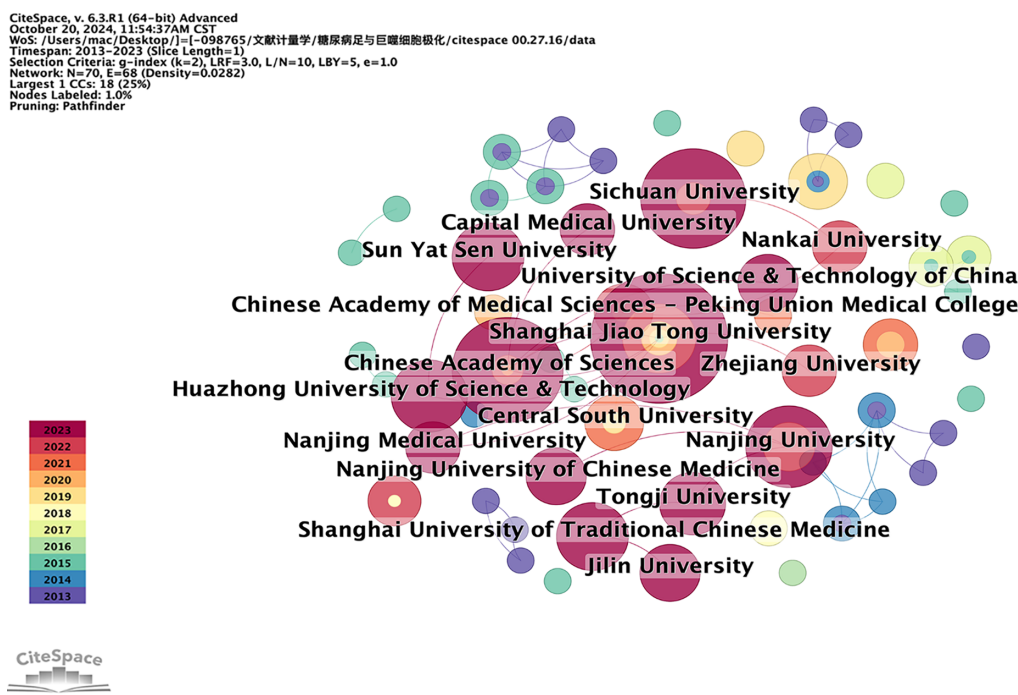 CiteSpace, v. 6.3.R1 (64-bit) Advanced
October 20, 2024, 11:54:37AM CST
WoS: /Users/mac/Desktop/]=[-098765/文献计量学/糖尿病足与巨噬细胞极化/citespace 00.27.16/data
Timespan: 2013-2023 (Slice Length=1)
Selection Criteria: g-index (k=2), LRF=3.0, L/N=10, LBY=5, e=1.0
Network: N=70, E=68 (Density=0.0282)
Largest 1 CCs: 18 (25%)
Nodes Labeled: 1.0%
Pruning: Pathfinder
Sichuan University
Capital Medical University
Nankai University
Sun Yat Sen University
University of Science & Technology of China
Chinese Academy of Medical Sciences - Peking Union Medical College
Shanghai Jiao Tong University
Chinese Academy of Sciences
Zhejiang University
Huazhong University of Science & Technology
Central South University
Nanjing Medical University
Nanjing University
Nanjing University of Chinese Medicine
Tongji University
Shanghai University of Traditional Chinese Medicine
Jilin University
2023
2022
2021
2020
2019
2018
2017
2016
2015
2014
2013
CiteSpace